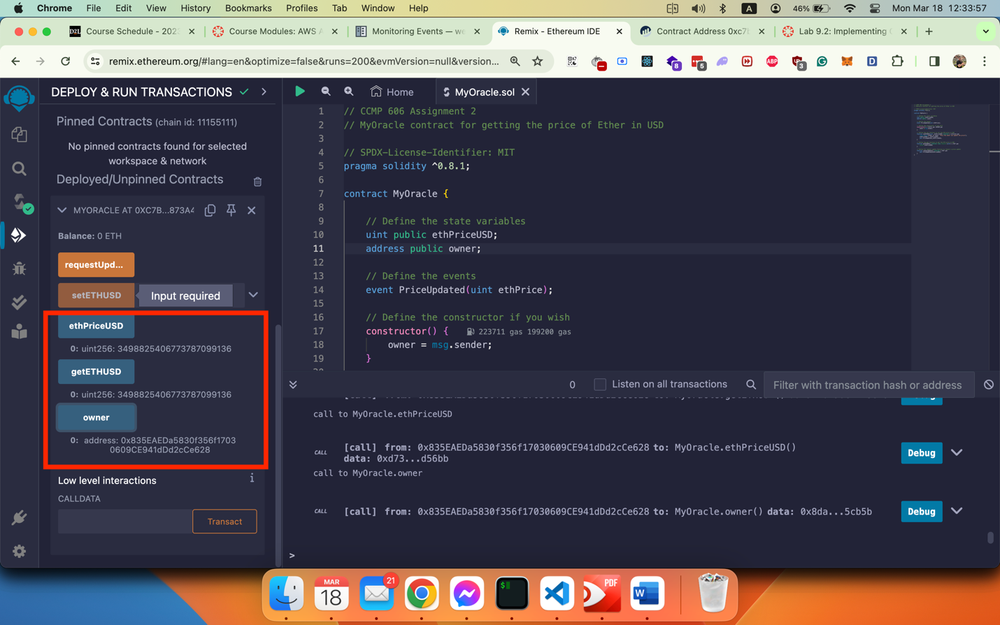 Chrome File Edit View History Bookmarks Profiles Tab Window Help A 46% Mon Mar 18 12:33:57
D2L Course Schedule - 202 Course Modules: AWS A Monitoring Events — we Remix - Ethereum IDE Contract Address 0xc7b Lab 9.2: Implementing
remix.ethereum.org/#lang=en&optimize=false&runs=200&evmVersion=null&version... 8 5 ABP 3 D
DEPLOY & RUN TRANSACTIONS
Pinned Contracts (chain id: 11155111)
No pinned contracts found for selected
workspace & network
Deployed/Unpinned Contracts
MYORACLE AT 0XC7B...873A4
Balance: 0 ETH
requestUpd...
setETHUSD Input required
ethPriceUSD
0: uint256: 3498825406773787099136
getETHUSD
0: uint256: 3498825406773787099136
owner
0: address: 0x835EAEDa5830f356f1703
0609CE941dDd2cCe628
Low level interactions i
CALLDATA
Transact
Home MyOracle.sol
1 // CCMP 606 Assignment 2
2 // MyOracle contract for getting the price of Ether in USD
3
4 // SPDX-License-Identifier: MIT
5 pragma solidity ^0.8.1;
6
7 contract MyOracle {
8
9 // Define the state variables
10 uint public ethPriceUSD;
11 address public owner;
12
13 // Define the events
14 event PriceUpdated(uint ethPrice);
15
16 // Define the constructor if you wish
17 constructor() { 223711 gas 199200 gas
18 owner = msg.sender;
19 }
0 Listen on all transactions Filter with transaction hash or address
call to MyOracle.ethPriceUSD
CALL [call] from: 0x835EAEDa5830f356f17030609CE941dDd2cCe628 to: MyOracle.ethPriceUSD() Debug
data: 0xd73...d56bb
call to MyOracle.owner
CALL [call] from: 0x835EAEDa5830f356f17030609CE941dDd2cCe628 to: MyOracle.owner() data: 0x8da...5cb5b Debug
>
MAR
18
21
$
PDF
W